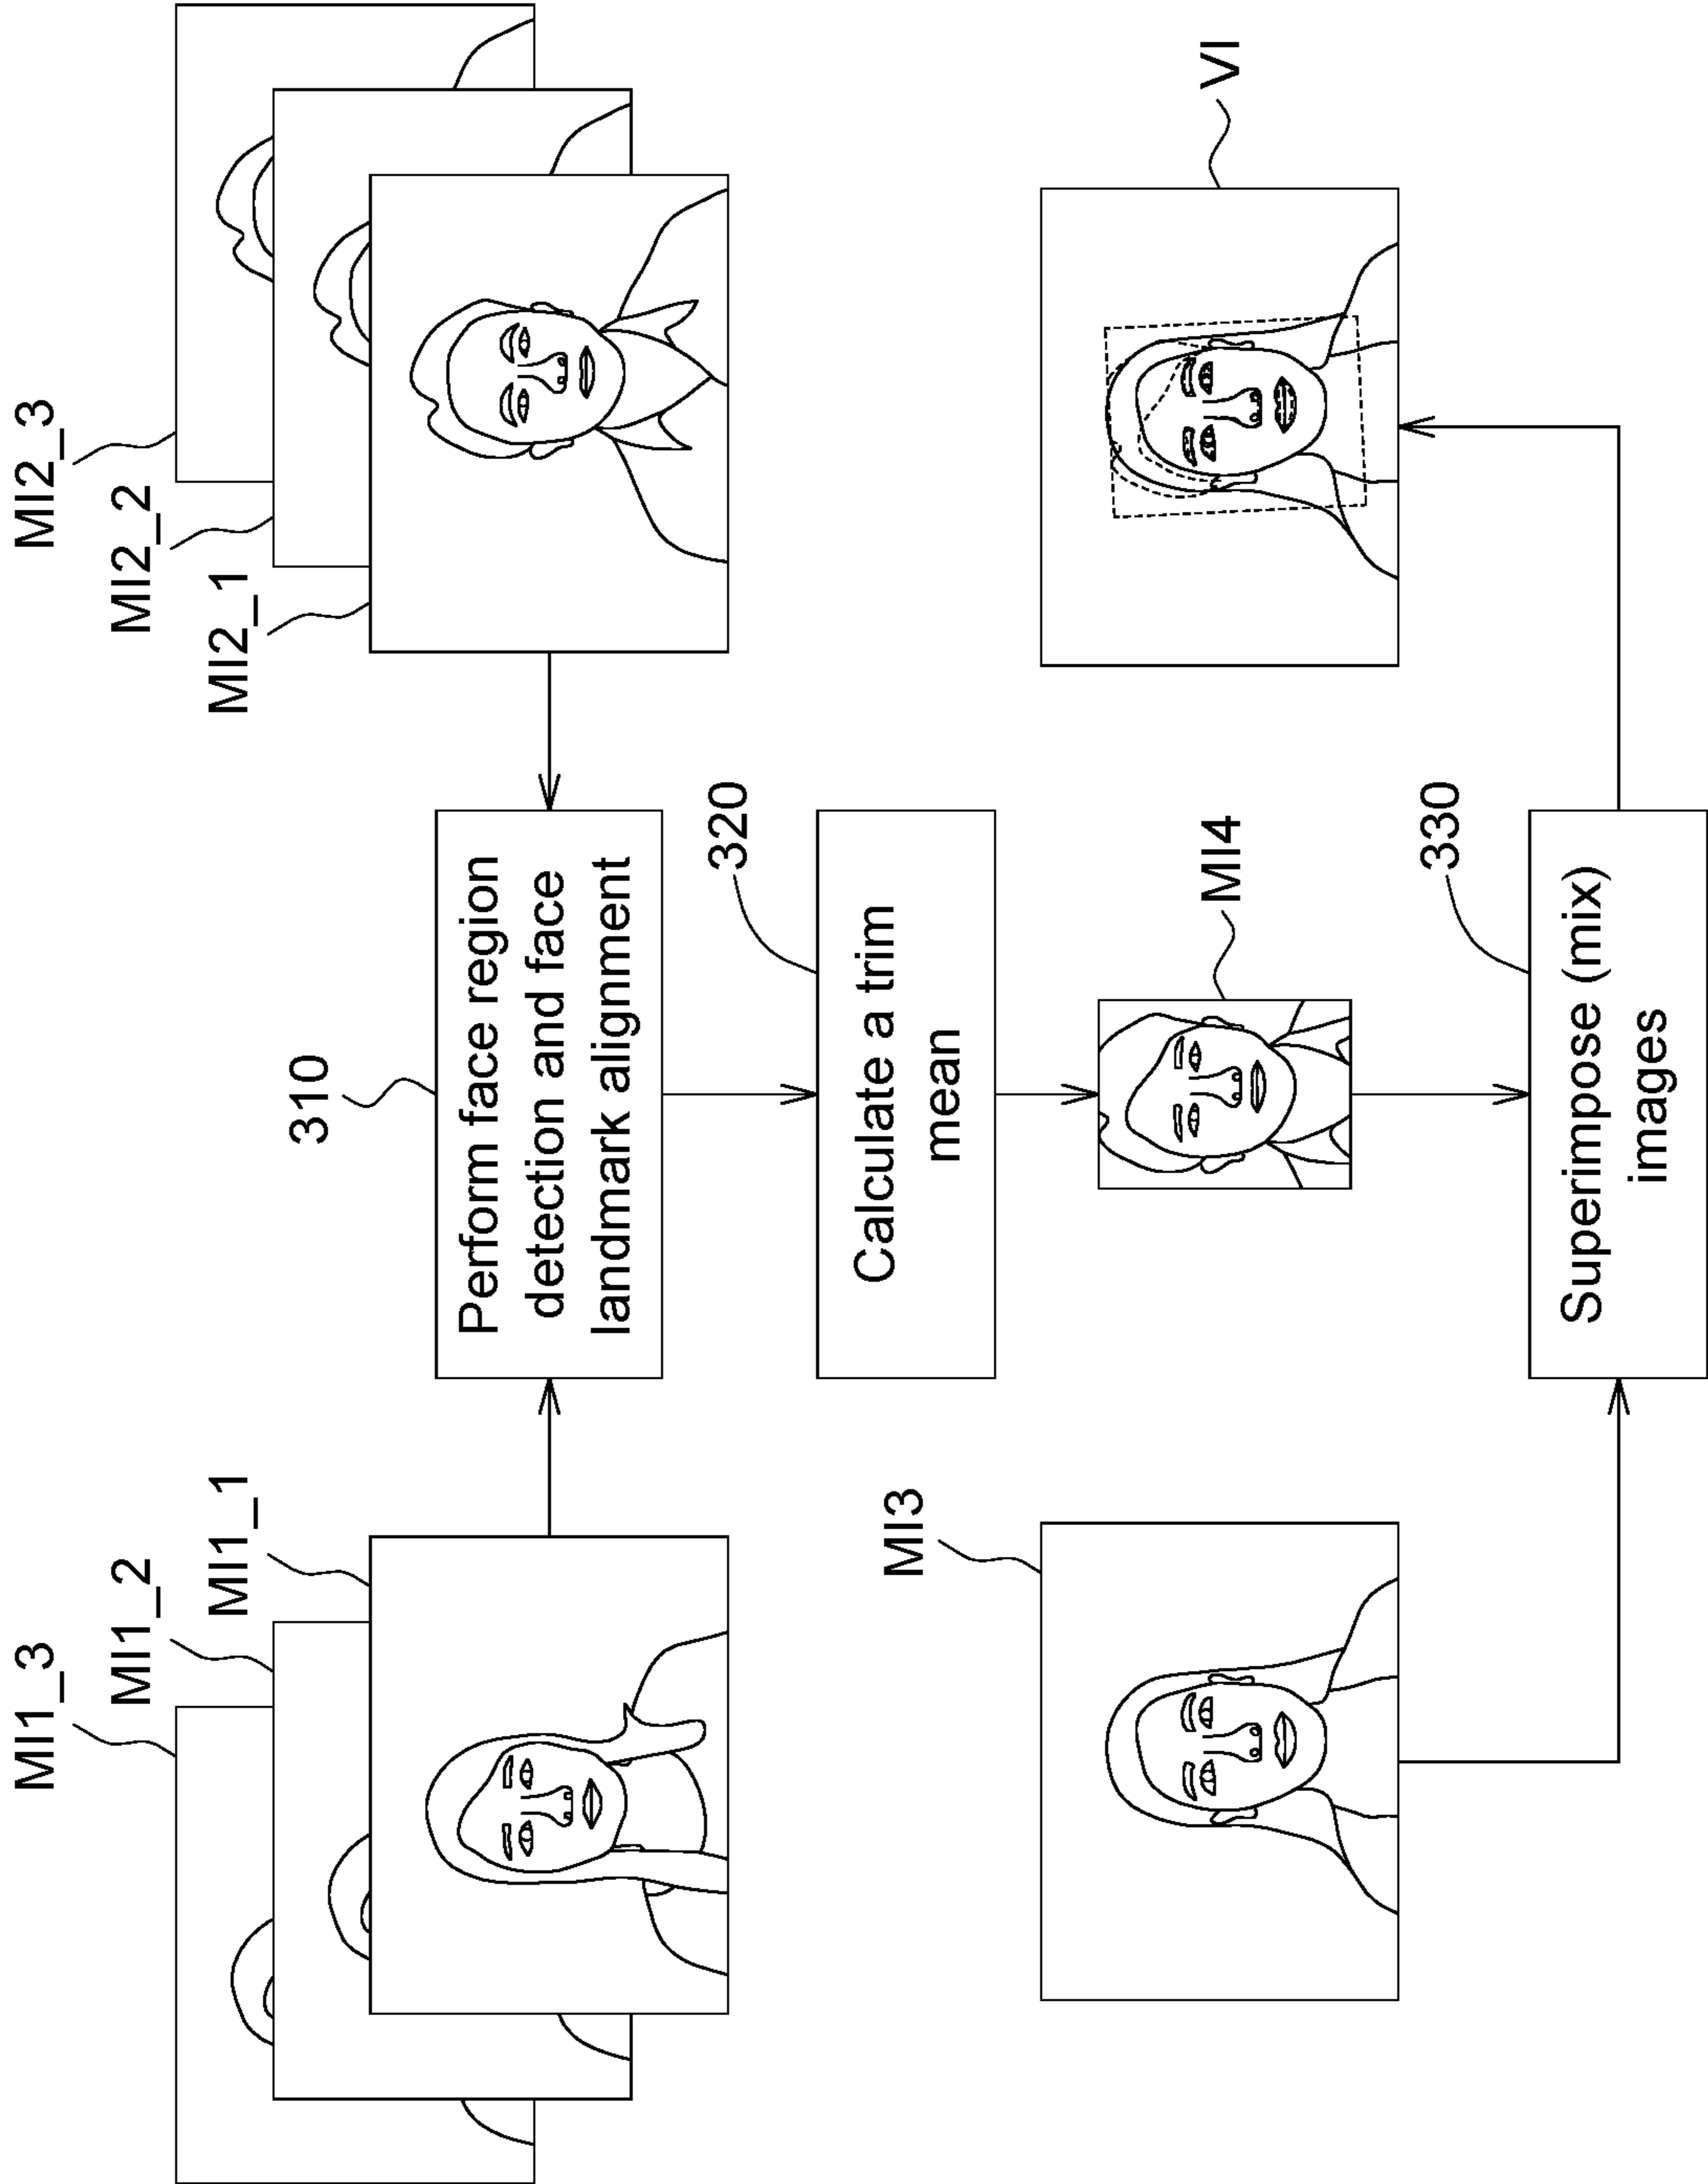 MI1_3
MI1_2
MI1_1
MI2_3
MI2_2
MI2_1
310
Perform face region
detection and face
landmark alignment
320
Calculate a trim
mean
MI3
MI4
VI
330
Superimpose (mix)
images